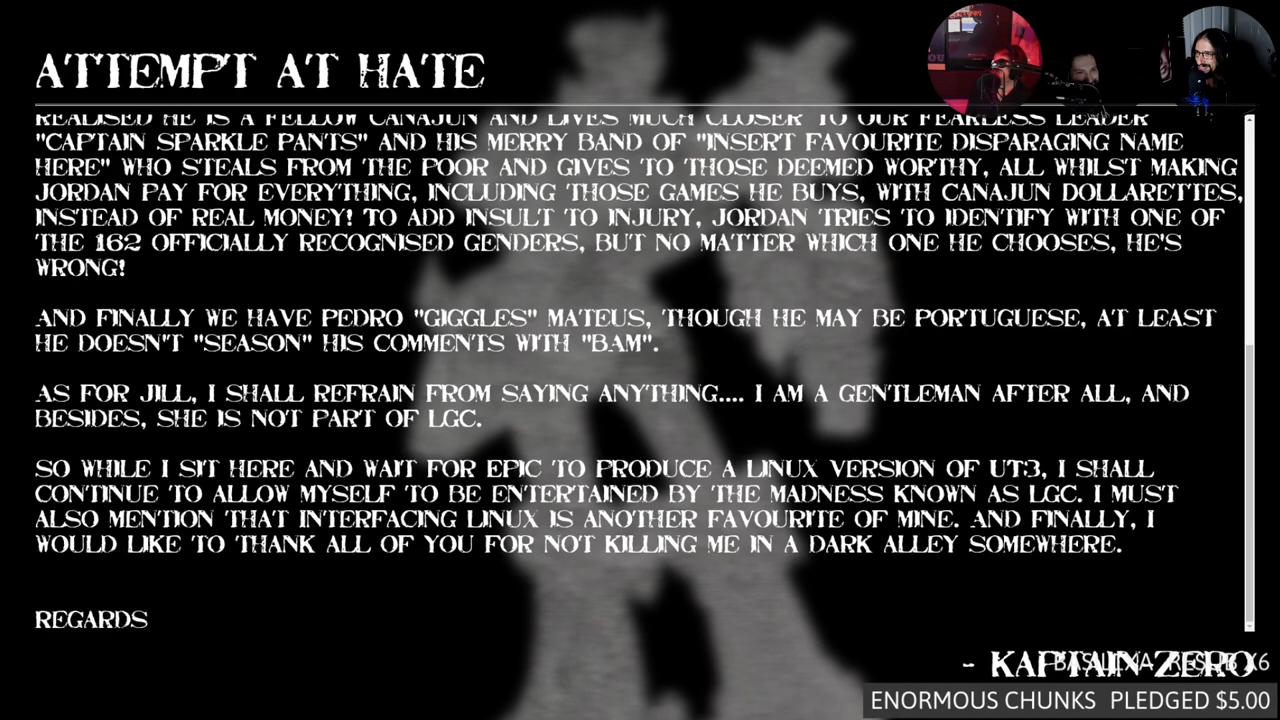 ATTEMPT AT HATE
REALISED HE IS A FELLOW CANAJUN AND LIVES MUCH CLOSER TO OUR FEARLESS LEADER
"CAPTAIN SPARKLE PANTS" AND HIS MERRY BAND OF "INSERT FAVOURITE DISPARAGING NAME
HERE" WHO STEALS FROM THE POOR AND GIVES TO THOSE DEEMED WORTHY, ALL WHILST MAKING
JORDAN PAY FOR EVERYTHING, INCLUDING THOSE GAMES HE BUYS, WITH CANAJUN DOLLARETTES,
INSTEAD OF REAL MONEY! TO ADD INSULT TO INJURY, JORDAN TRIES TO IDENTIFY WITH ONE OF
THE 162 OFFICIALLY RECOGNISED GENDERS, BUT NO MATTER WHICH ONE HE CHOOSES, HE'S
WRONG!
AND FINALLY WE HAVE PEDRO "GIGGLES" MATEUS, THOUGH HE MAY BE PORTUGUESE, AT LEAST
HE DOESN"T "SEASON" HIS COMMENTS WITH "BAM".
AS FOR JILL, I SHALL REFRAIN FROM SAYING ANYTHING.... I AM A GENTLEMAN AFTER ALL, AND
BESIDES, SHE IS NOT PART OF LGC.
SO WHILE I SIT HERE AND WAIT FOR EPIC TO PRODUCE A LINUX VERSION OF UT3, I SHALL
CONTINUE TO ALLOW MYSELF TO BE ENTERTAINED BY THE MADNESS KNOWN AS LGC. I MUST
ALSO MENTION THAT INTERFACING LINUX IS ANOTHER FAVOURITE OF MINE. AND FINALLY, I
WOULD LIKE TO THANK ALL OF YOU FOR NOT KILLING ME IN A DARK ALLEY SOMEWHERE.
REGARDS
- KAPTAIN ZERO
X6
ENORMOUS CHUNKS PLEDGED $5.00